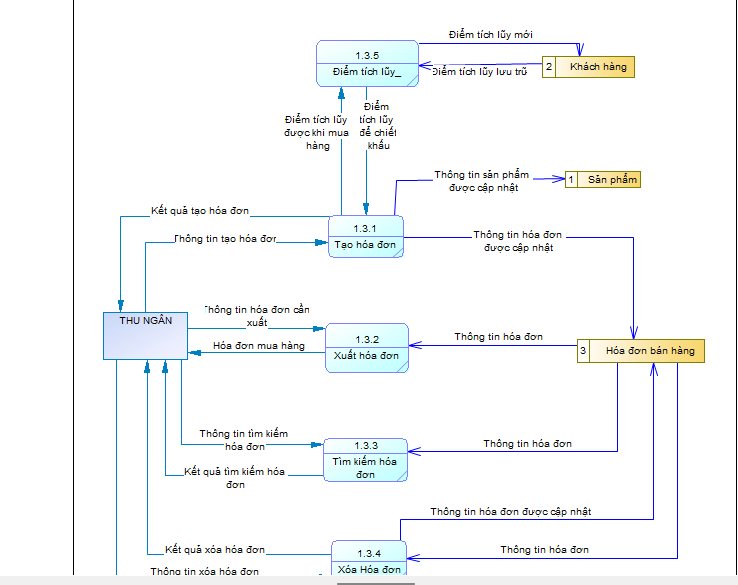 Điểm tích lũy mới
1.3.5
Điểm tích lũy_
Điểm tích lũy lưu trữ
2 Khách hàng
Điểm tích lũy
được khi mua
hàng
Điểm
tích lũy
để chiết
khấu
Thông tin sản phẩm
được cập nhật
1 Sản phẩm
Kết quả tạo hóa đơn
1.3.1
Tạo hóa đơn
Thông tin tạo hóa đơn
Thông tin hóa đơn
được cập nhật
THU NGÂN
Thông tin hóa đơn cần
xuất
Hóa đơn mua hàng
1.3.2
Xuất hóa đơn
Thông tin hóa đơn
3 Hóa đơn bán hàng
Thông tin tìm kiếm
hóa đơn
1.3.3
Tìm kiếm hóa
đơn
Thông tin hóa đơn
Kết quả tìm kiếm hóa
đơn
Thông tin hóa đơn được cập nhật
Kết quả xóa hóa đơn
1.3.4
Xóa Hóa đơn
Thông tin hóa đơn
Thông tin xóa hóa đơn